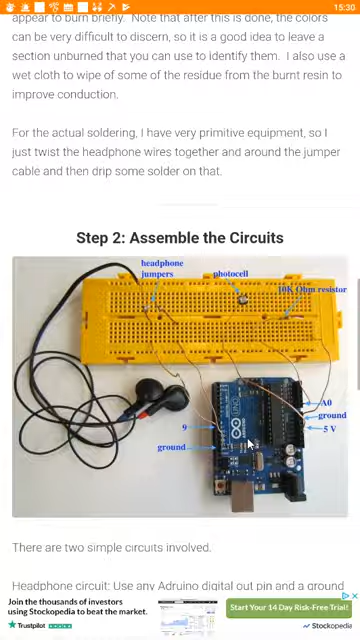 15:30
appear to burn briefly.  Note that after this is done, the colors
can be very difficult to discern, so it is a good idea to leave a
section unburned that you can use to identify them.  I also use a
wet cloth to wipe of some of the residue from the burnt resin to
improve conduction.
For the actual soldering, I have very primitive equipment, so I
just twist the headphone wires together and around the jumper
cable and then drip some solder on that.
Step 2: Assemble the Circuits
headphone
jumpers
photocell
10K Ohm resistor
UNO
A0
ground
5 V
9
ground
There are two simple circuits involved.
Headphone circuit: Use any Adruino digital out pin and a ground
Join the thousands of investors
using Stockopedia to beat the market.
Trustpilot
Start Your 14 Day Risk-Free Trial!
Stockopedia